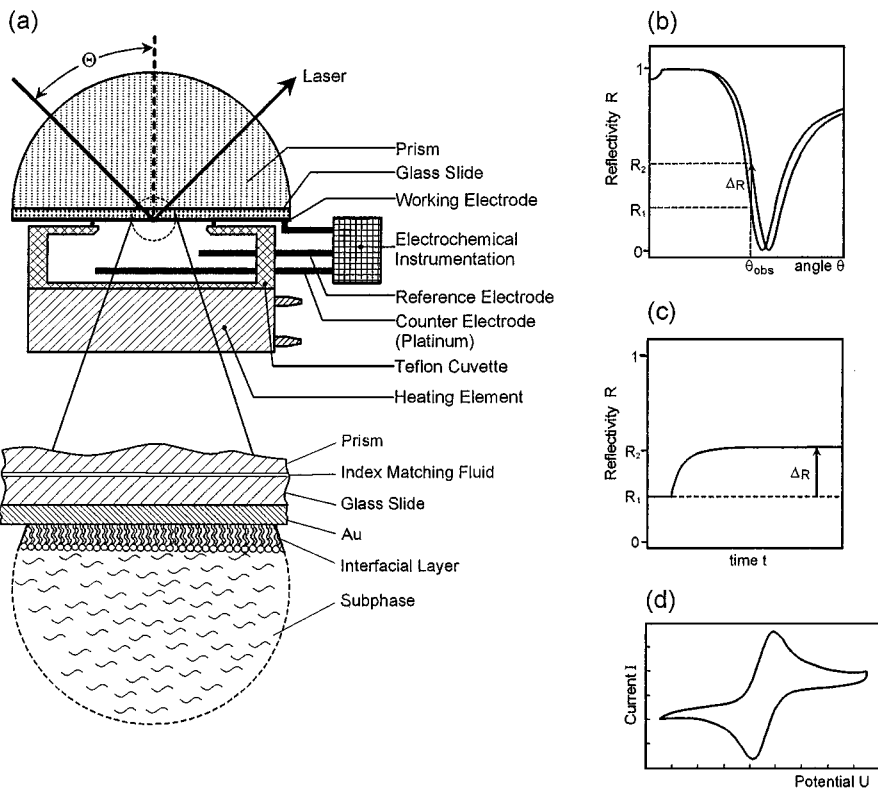 (a)
Θ
Laser
Prism
Glass Slide
Working Electrode
Electrochemical
Instrumentation
Reference Electrode
Counter Electrode
(Platinum)
Teflon Cuvette
Heating Element
Prism
Index Matching Fluid
Glass Slide
Au
Interfacial Layer
Subphase
(b)
Reflectivity R
1
R₂
ΔR
R₁
0
θobs
angle θ
(c)
Reflectivity R
1
R₂
ΔR
R₁
0
time t
(d)
Current I
Potential U